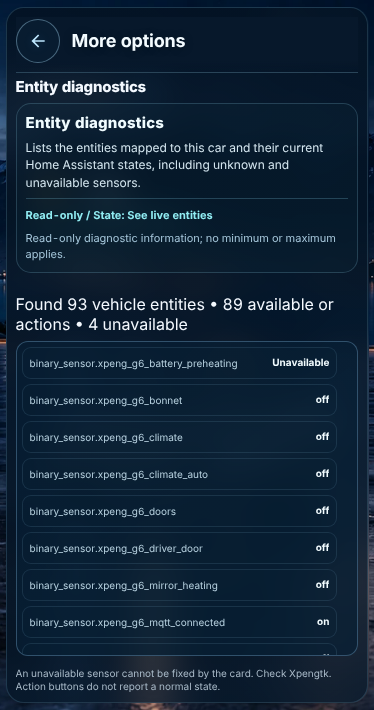 More options
Entity diagnostics
Entity diagnostics
Lists the entities mapped to this car and their current
Home Assistant states, including unknown and
unavailable sensors.
Read-only / State: See live entities
Read-only diagnostic information; no minimum or maximum
applies.
Found 93 vehicle entities • 89 available or
actions • 4 unavailable
binary_sensor.xpeng_g6_battery_preheating Unavailable
binary_sensor.xpeng_g6_bonnet off
binary_sensor.xpeng_g6_climate off
binary_sensor.xpeng_g6_climate_auto off
binary_sensor.xpeng_g6_doors off
binary_sensor.xpeng_g6_driver_door off
binary_sensor.xpeng_g6_mirror_heating off
binary_sensor.xpeng_g6_mqtt_connected on
An unavailable sensor cannot be fixed by the card. Check Xpengtk.
Action buttons do not report a normal state.